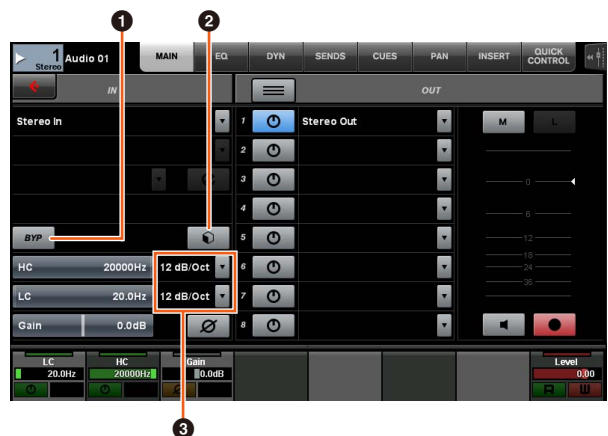 1 2
1 Audio 01 MAIN EQ DYN SENDS CUES PAN INSERT QUICK CONTROL
Stereo
IN OUT
Stereo In 1 Stereo Out M L
2
3 0
4 6
BYP 5 12
18
HC 20000Hz 12 dB/Oct 6 24
36
LC 20.0Hz 12 dB/Oct 7
Gain 0.0dB 8
LC HC Gain Level
20.0Hz 20000Hz 0.0dB 0.00
R W
3